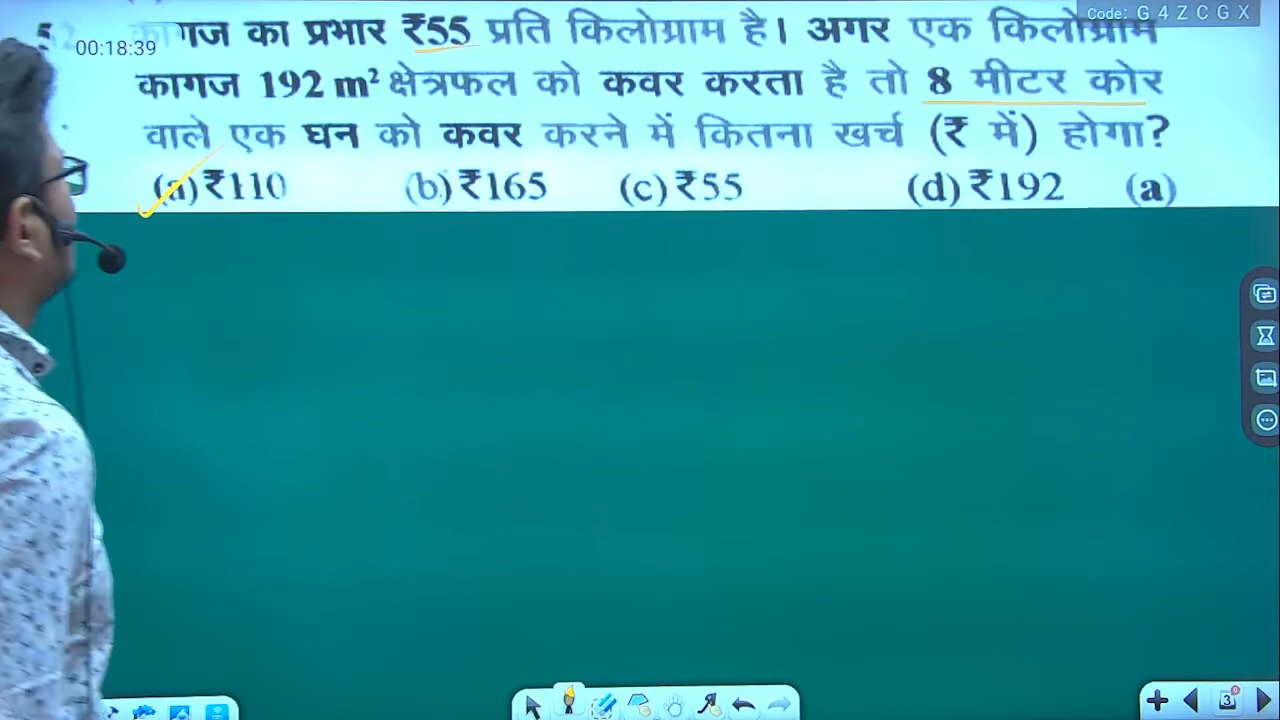 Code: G 4 Z C G X
00:18:39
कागज का प्रभार ₹55 प्रति किलोग्राम है। अगर एक किलोग्राम
कागज 192 m² क्षेत्रफल को कवर करता है तो 8 मीटर कोर
वाले एक घन को कवर करने में कितना खर्च (₹ में) होगा?
(a) ₹110 (b) ₹165 (c) ₹55 (d) ₹192 (a)
3